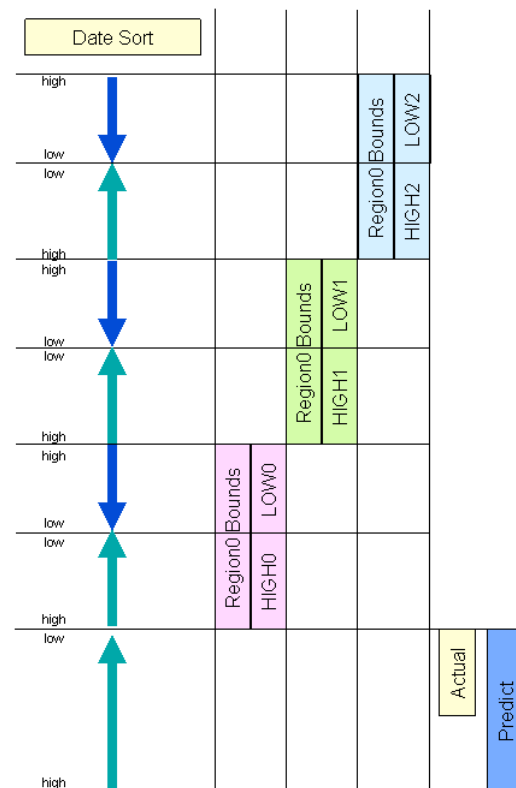 Date Sort
high
low
low
high
high
low
low
high
high
low
low
high
low
high
Region0 Bounds
LOW2
HIGH2
Region0 Bounds
LOW1
HIGH1
Region0 Bounds
LOW0
HIGH0
Actual
Predict